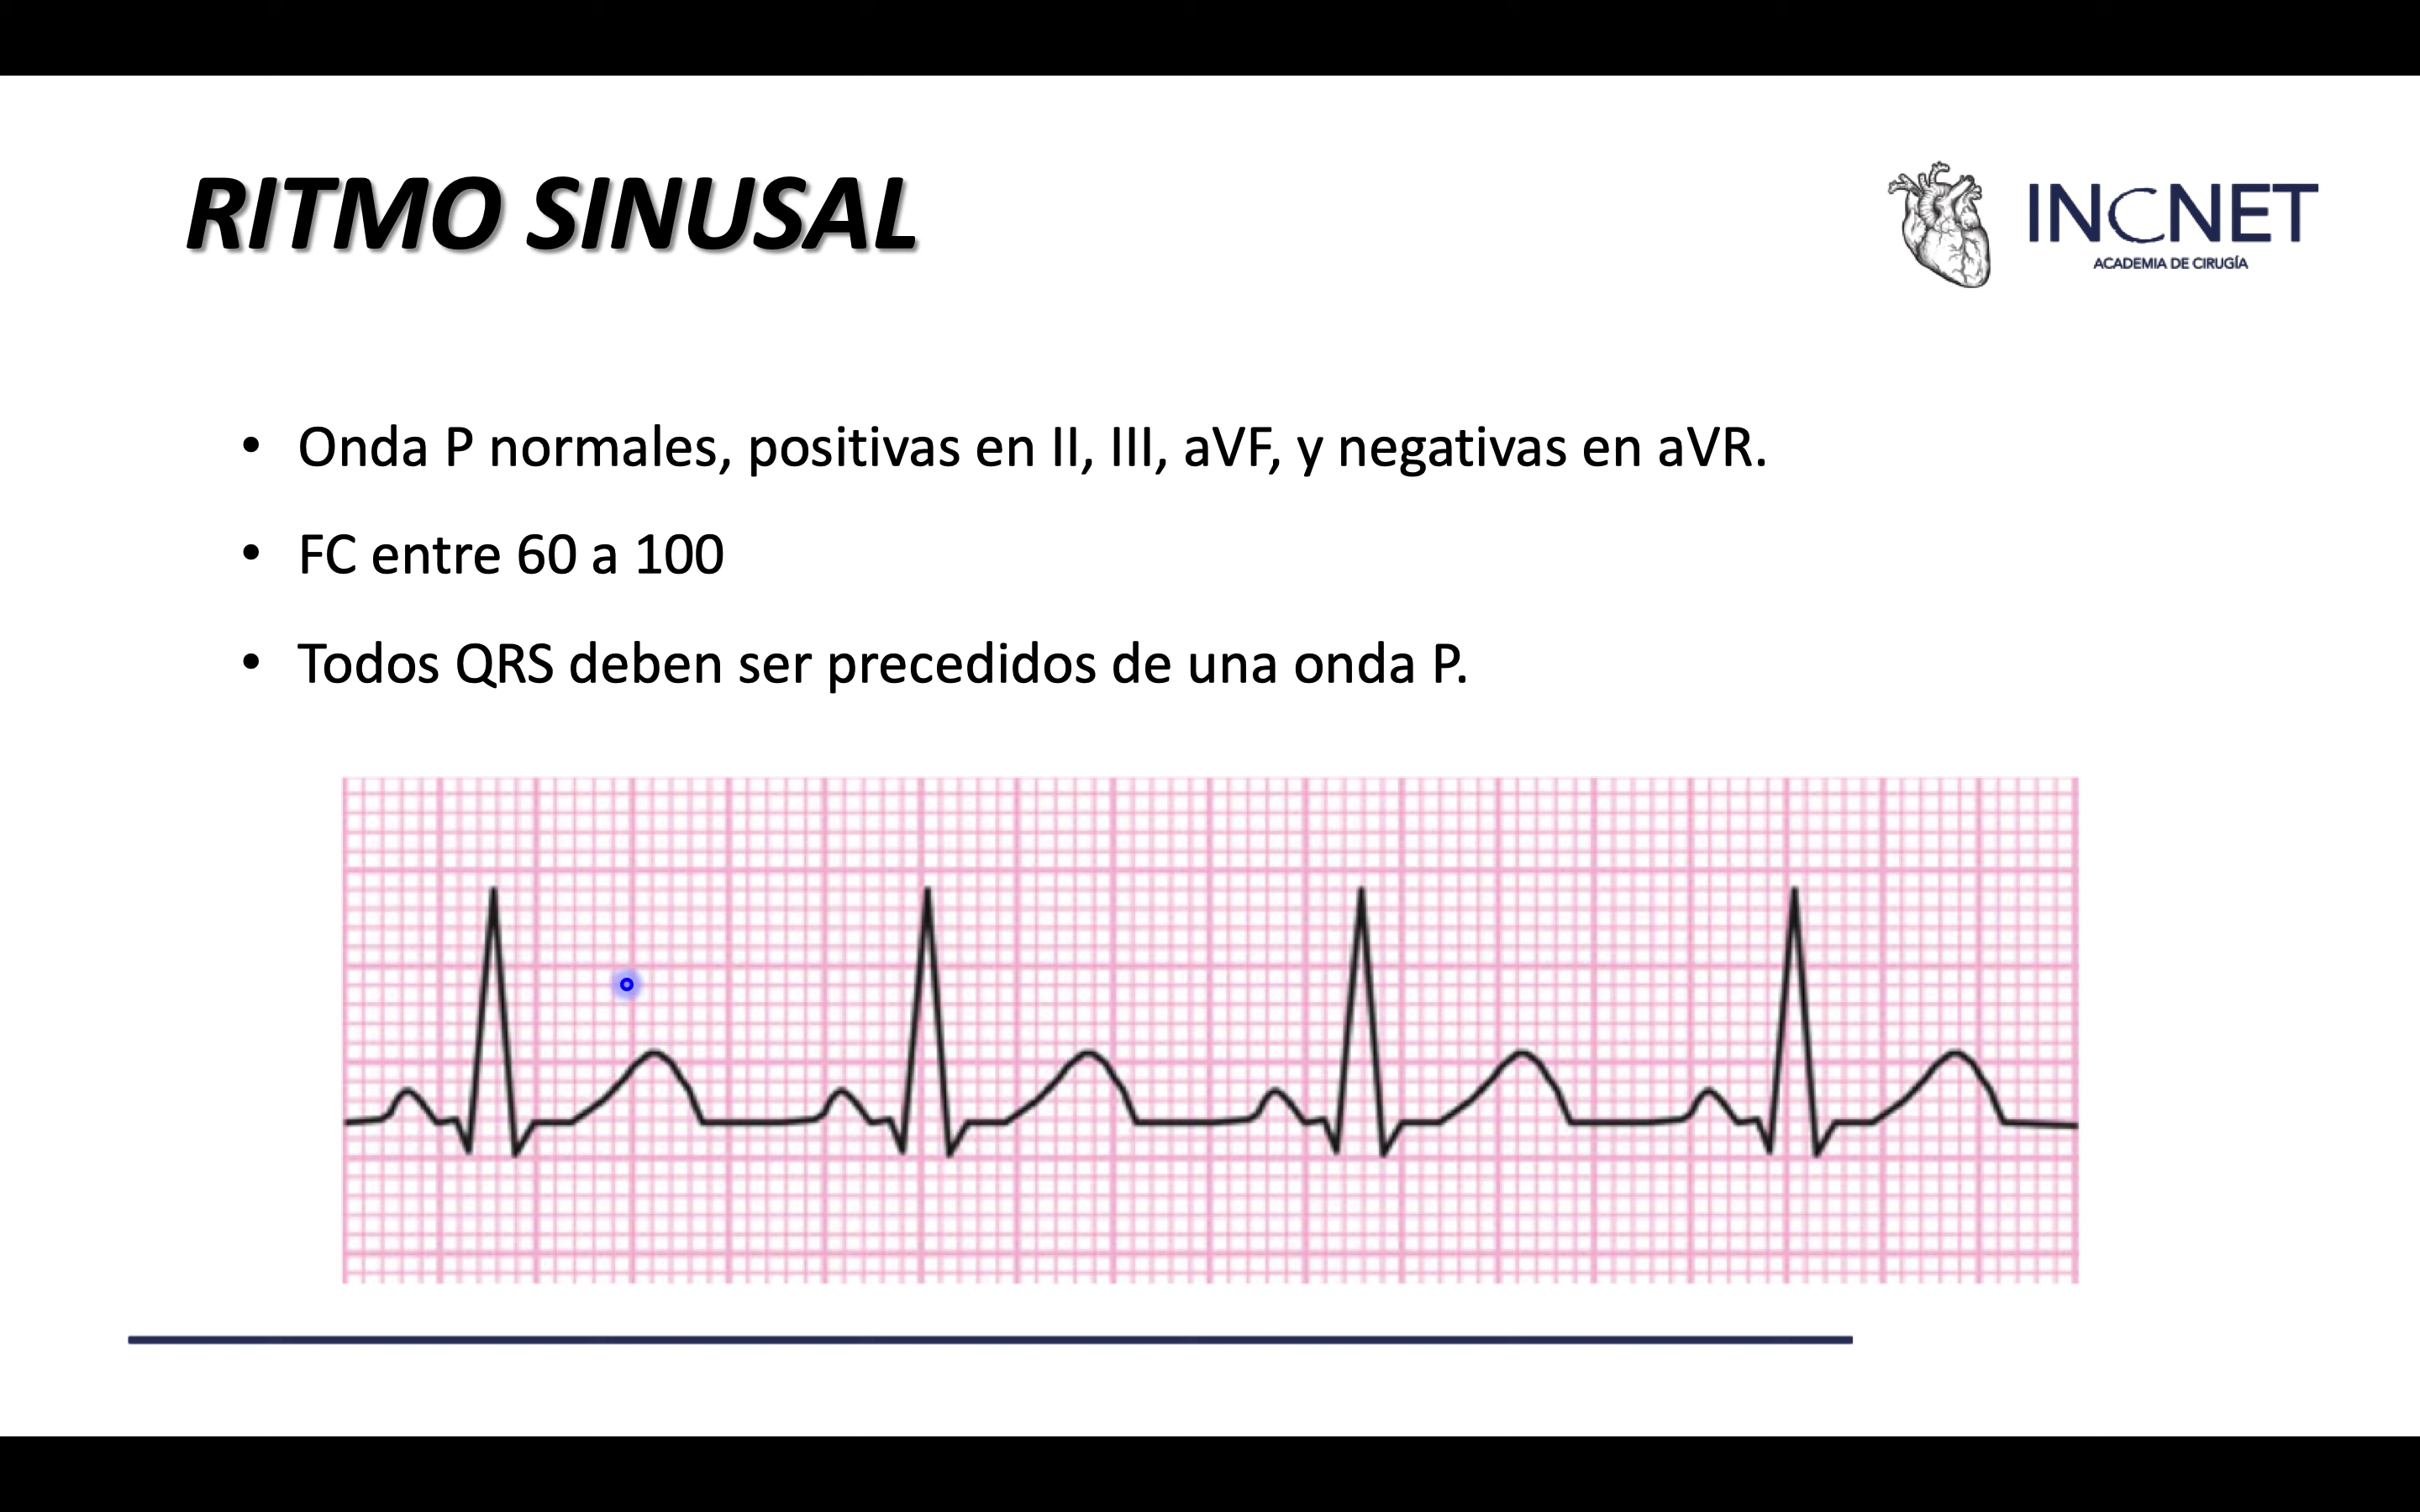 RITMO SINUSAL
INCNET
ACADEMIA DE CIRUGÍA
• Onda P normales, positivas en II, III, aVF, y negativas en aVR.
• FC entre 60 a 100
• Todos QRS deben ser precedidos de una onda P.